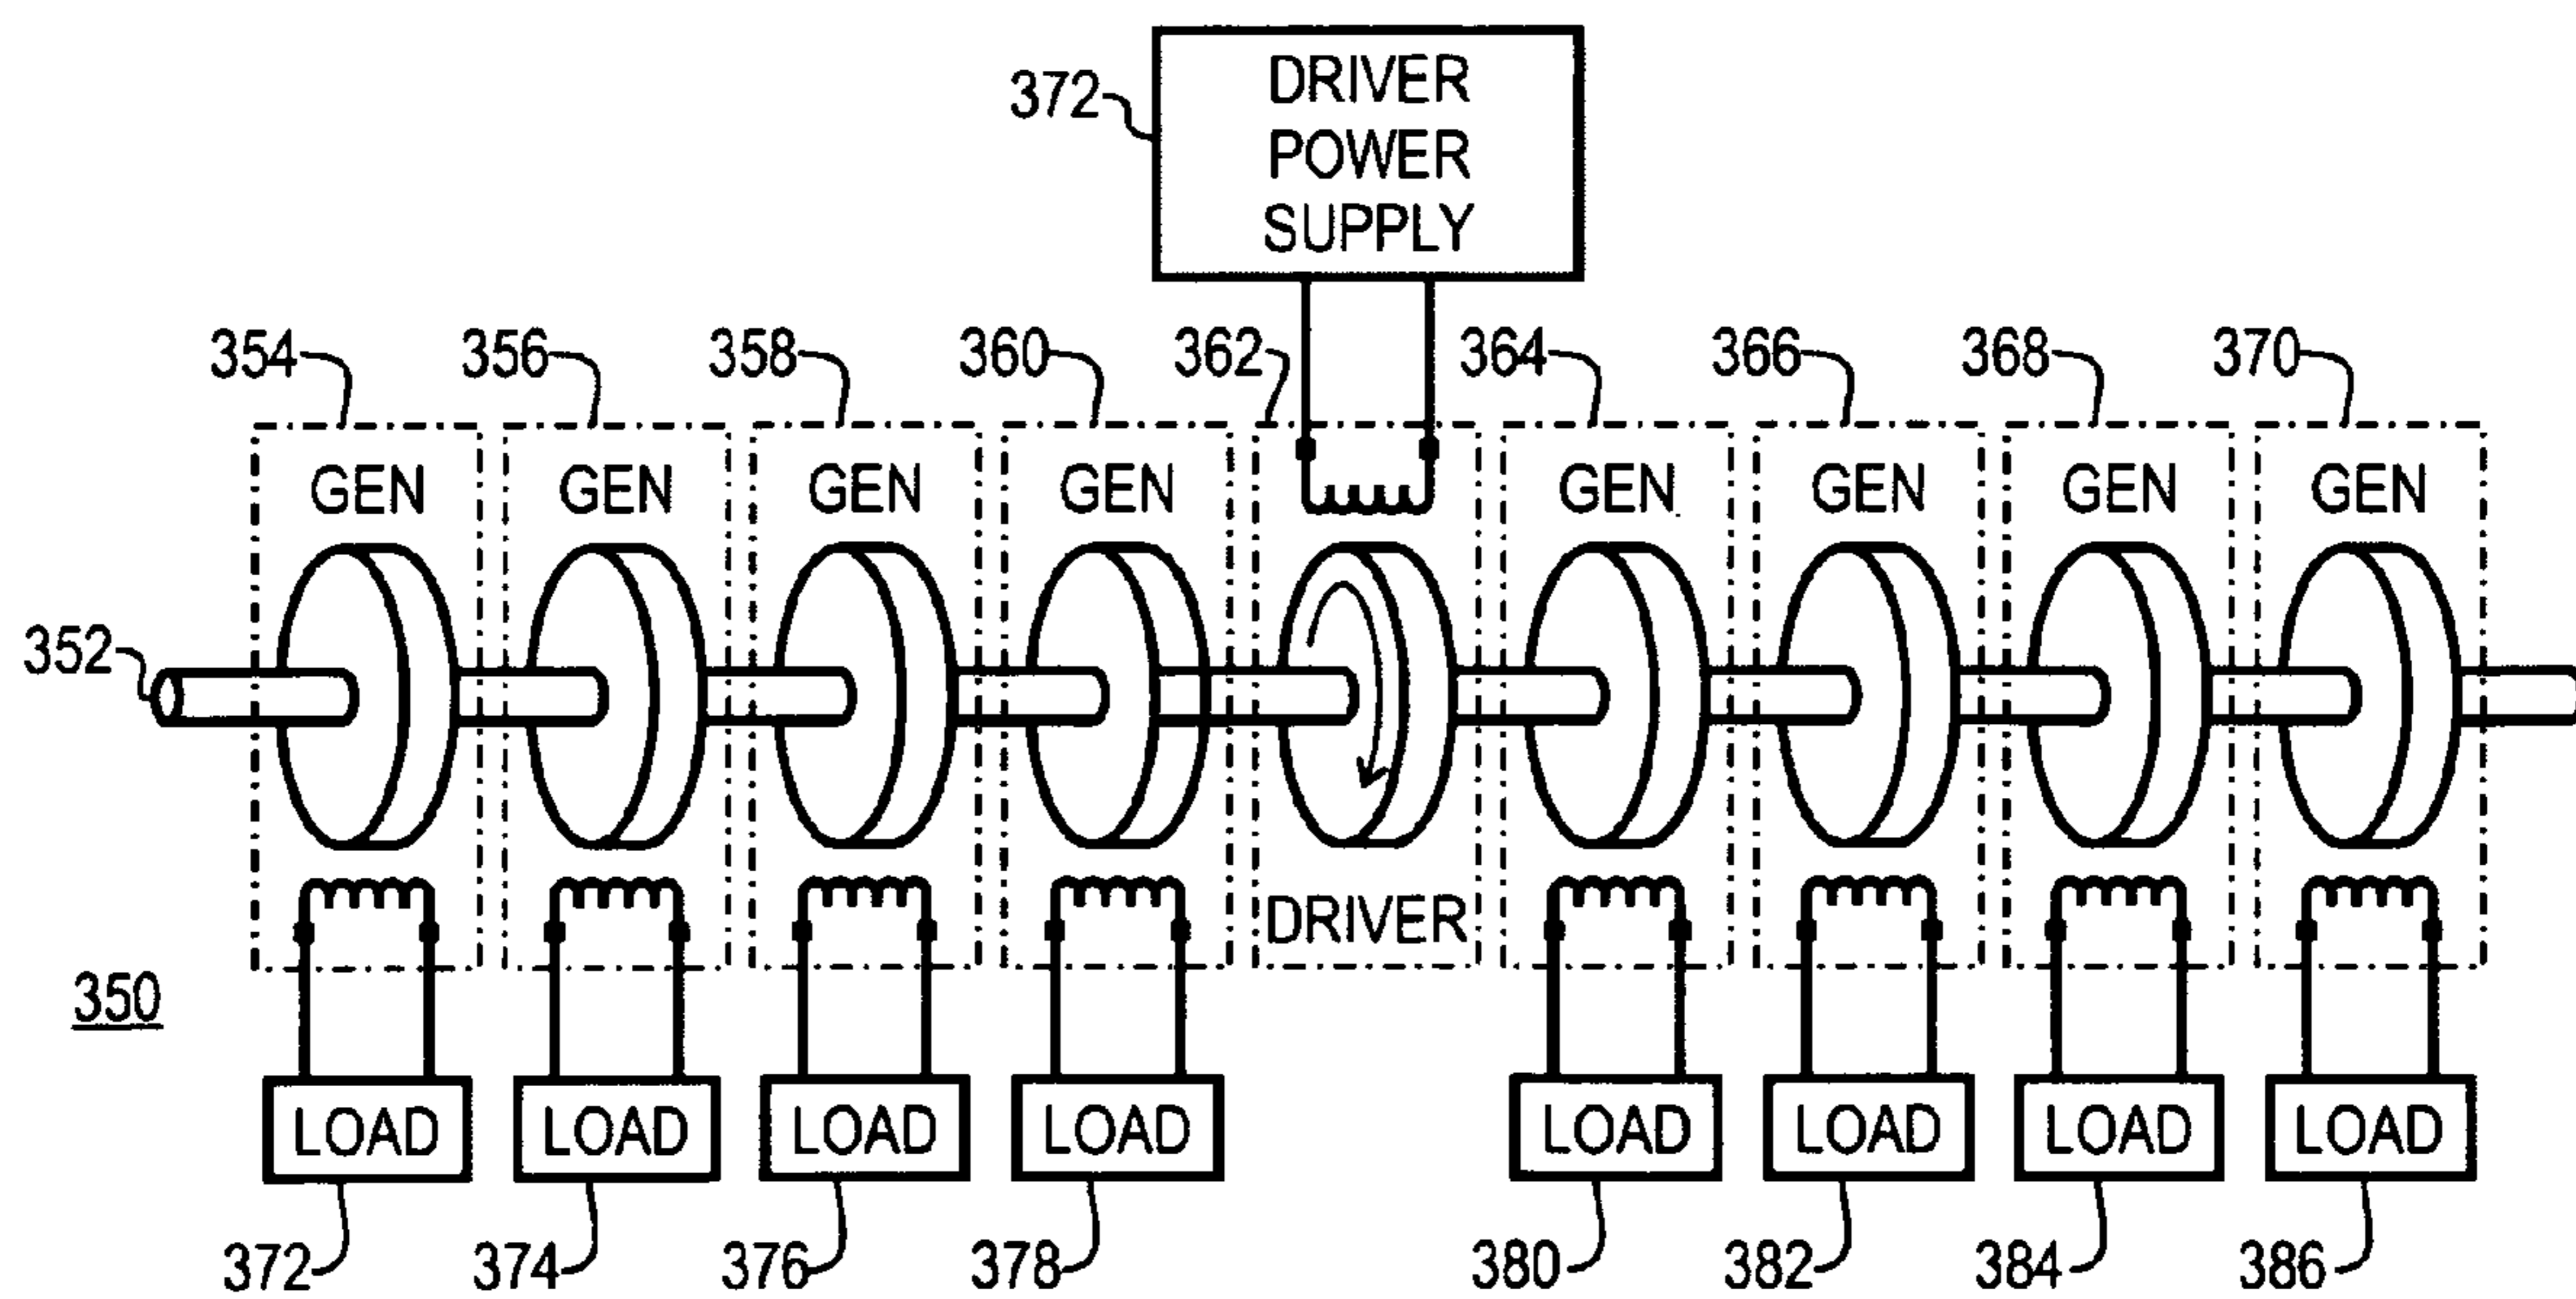 372
DRIVER
POWER
SUPPLY
354
356
358
360
362
364
366
368
370
GEN
GEN
GEN
GEN
GEN
GEN
GEN
GEN
352
DRIVER
350
LOAD
LOAD
LOAD
LOAD
LOAD
LOAD
LOAD
LOAD
372
374
376
378
380
382
384
386